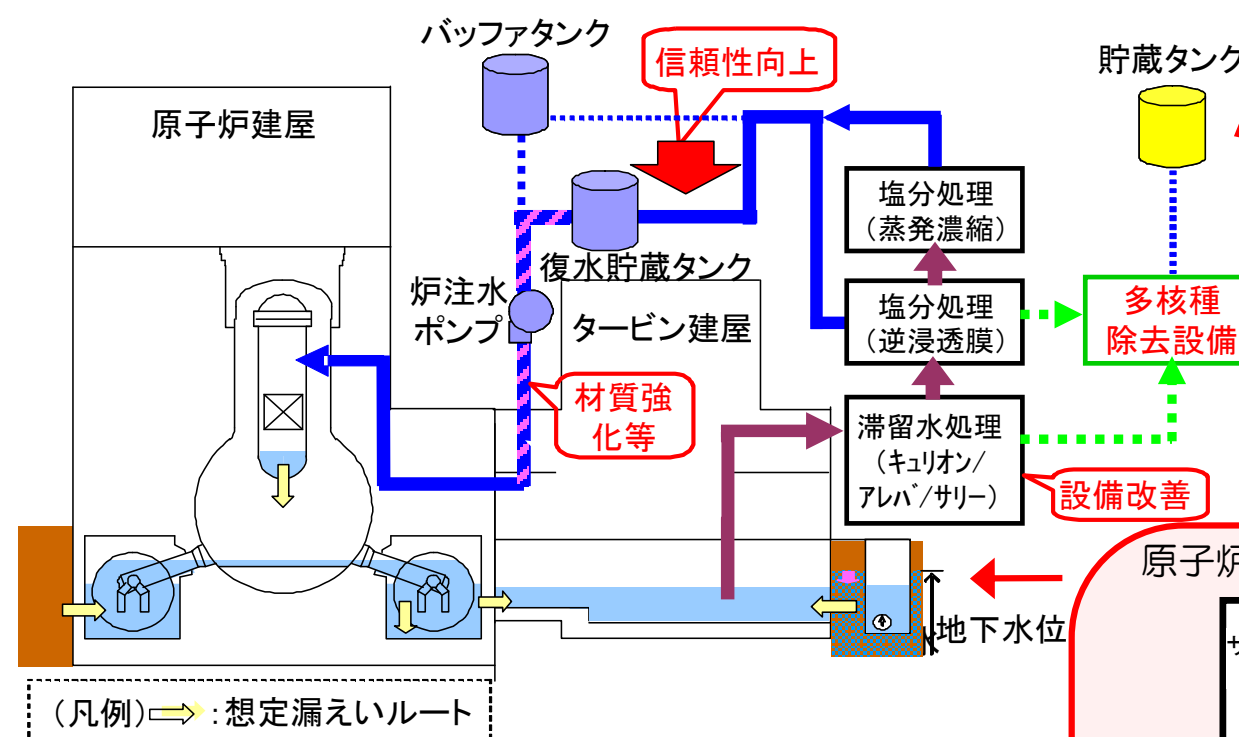 バッファタンク
信頼性向上
貯蔵タンク
原子炉建屋
塩分処理
(蒸発濃縮)
復水貯蔵タンク
炉注水
ポンプ
タービン建屋
塩分処理
(逆浸透膜)
多核種
除去設備
材質強
化等
滞留水処理
(キュリオン/
アレバ/サリー)
設備改善
原子炉
地下水位
サ
(凡例) :想定漏えいルート